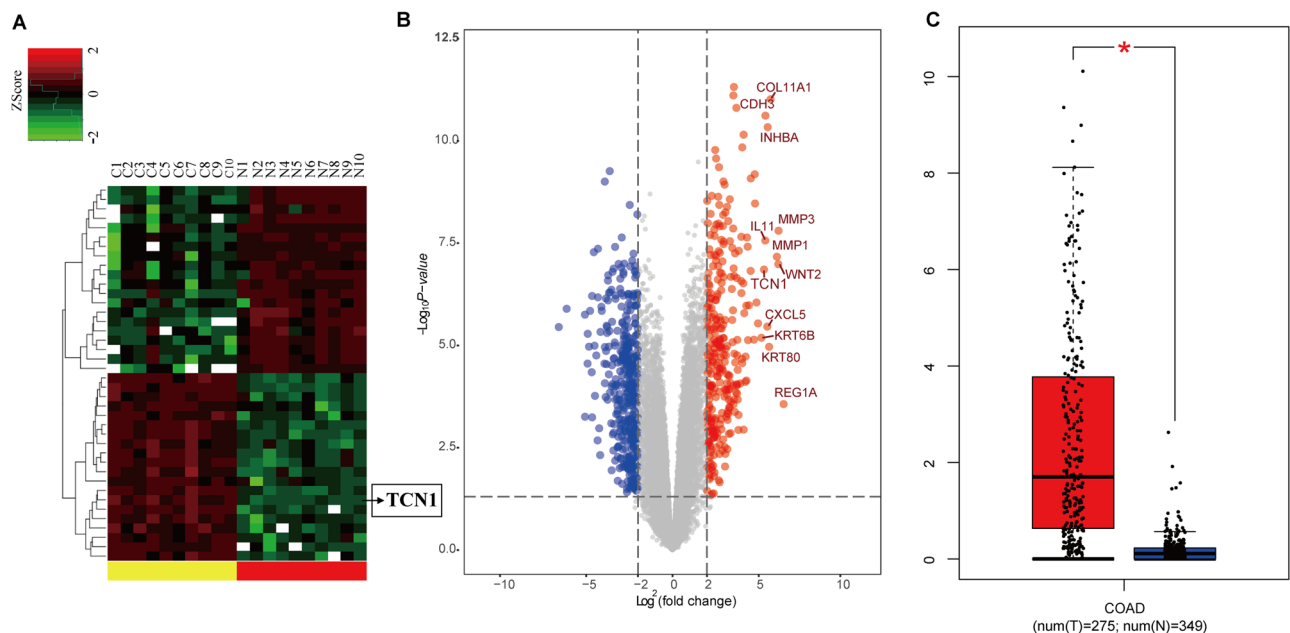 A
2
0
-2
ZScore
C1
C2
C3
C4
C5
C6
C7
C8
C9
C10
N1
N2
N3
N4
N5
N6
N7
N8
N9
N10
TCN1
B
12.5
10.0
7.5
5.0
2.5
0.0
-Log10P-value
COL11A1
CDH3
INHBA
MMP3
IL11
MMP1
WNT2
TCN1
CXCL5
KRT6B
KRT80
REG1A
−10
−5
−2
0
2
5
10
Log2(fold change)
C
*
10
8
6
4
2
0
COAD
(num(T)=275; num(N)=349)